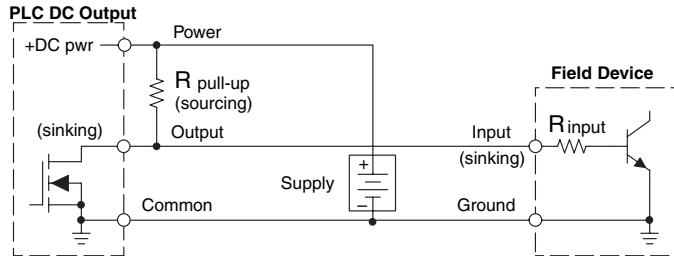 PLC DC Output
+DC pwr
Power
R pull-up
(sourcing)
Field Device
(sinking)
Output
Input
(sinking)
R input
Supply
+
–
Common
Ground